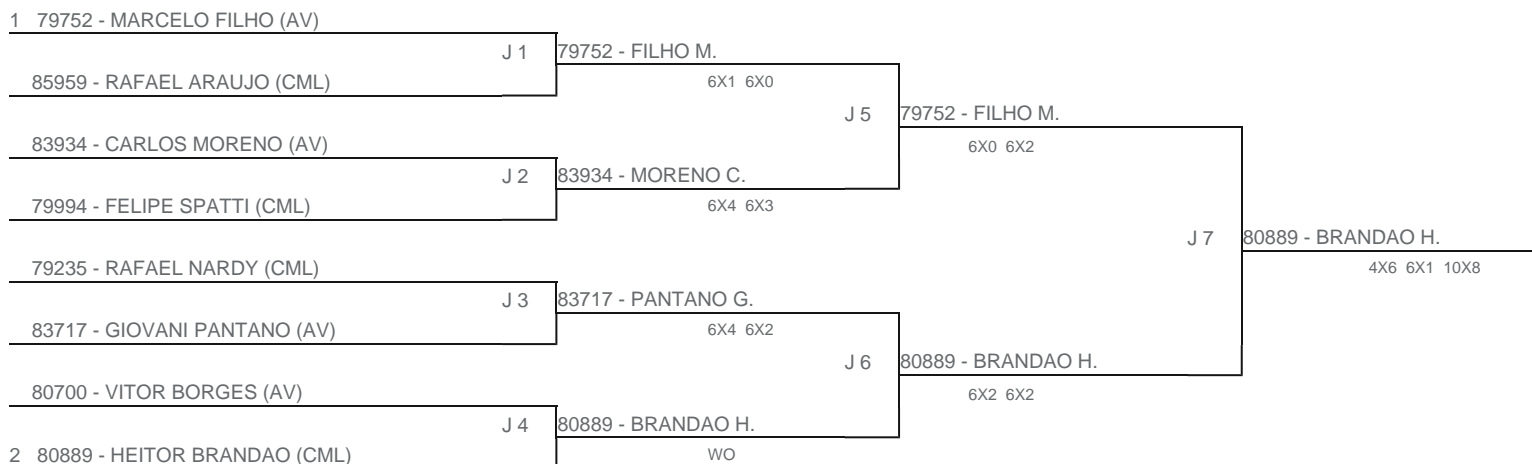 1 79752 - MARCELO FILHO (AV)
J 1
79752 - FILHO M.
85959 - RAFAEL ARAUJO (CML)
6X1 6X0
J 5
79752 - FILHO M.
83934 - CARLOS MORENO (AV)
6X0 6X2
J 2
83934 - MORENO C.
79994 - FELIPE SPATTI (CML)
6X4 6X3
J 7
80889 - BRANDAO H.
79235 - RAFAEL NARDY (CML)
4X6 6X1 10X8
J 3
83717 - PANTANO G.
83717 - GIOVANI PANTANO (AV)
6X4 6X2
J 6
80889 - BRANDAO H.
80700 - VITOR BORGES (AV)
6X2 6X2
J 4
80889 - BRANDAO H.
2 80889 - HEITOR BRANDAO (CML)
WO